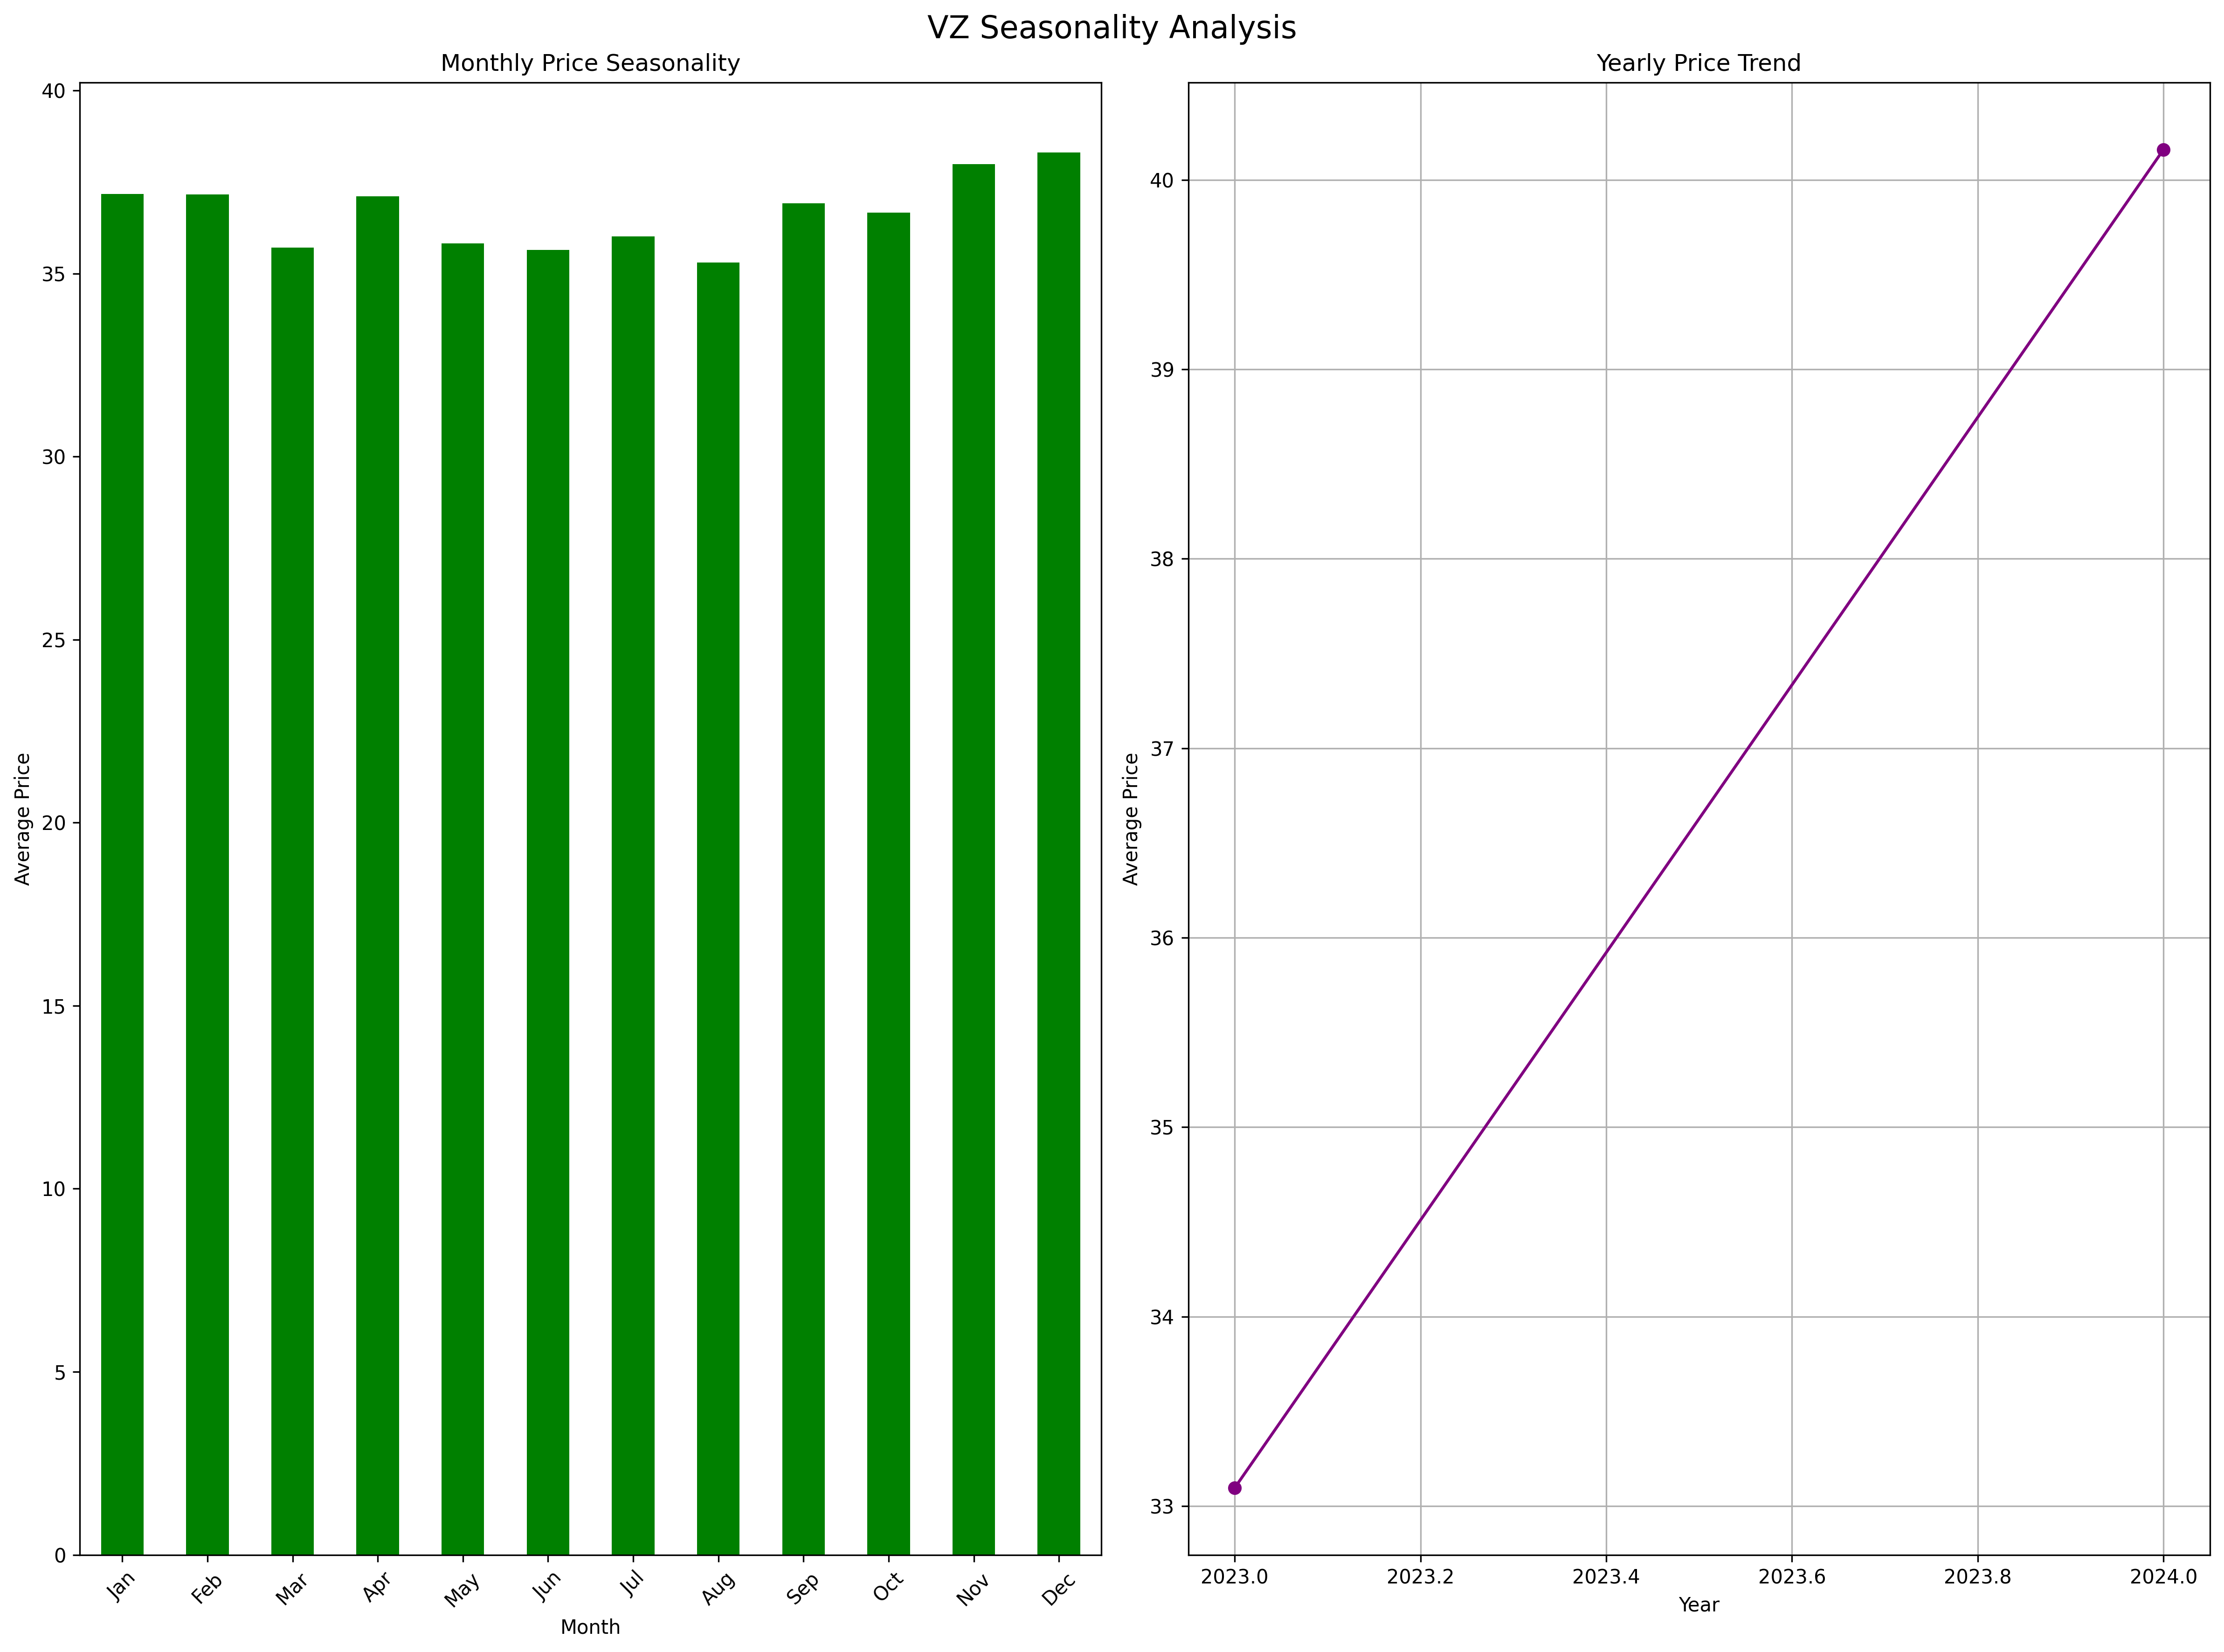 VZ Seasonality Analysis
Monthly Price Seasonality
Average Price
40
35
30
25
20
15
10
5
0
Jan Feb Mar Apr May Jun Jul Aug Sep Oct Nov Dec
Month
Yearly Price Trend
Average Price
40
39
38
37
36
35
34
33
2023.0 2023.2 2023.4 2023.6 2023.8 2024.0
Year